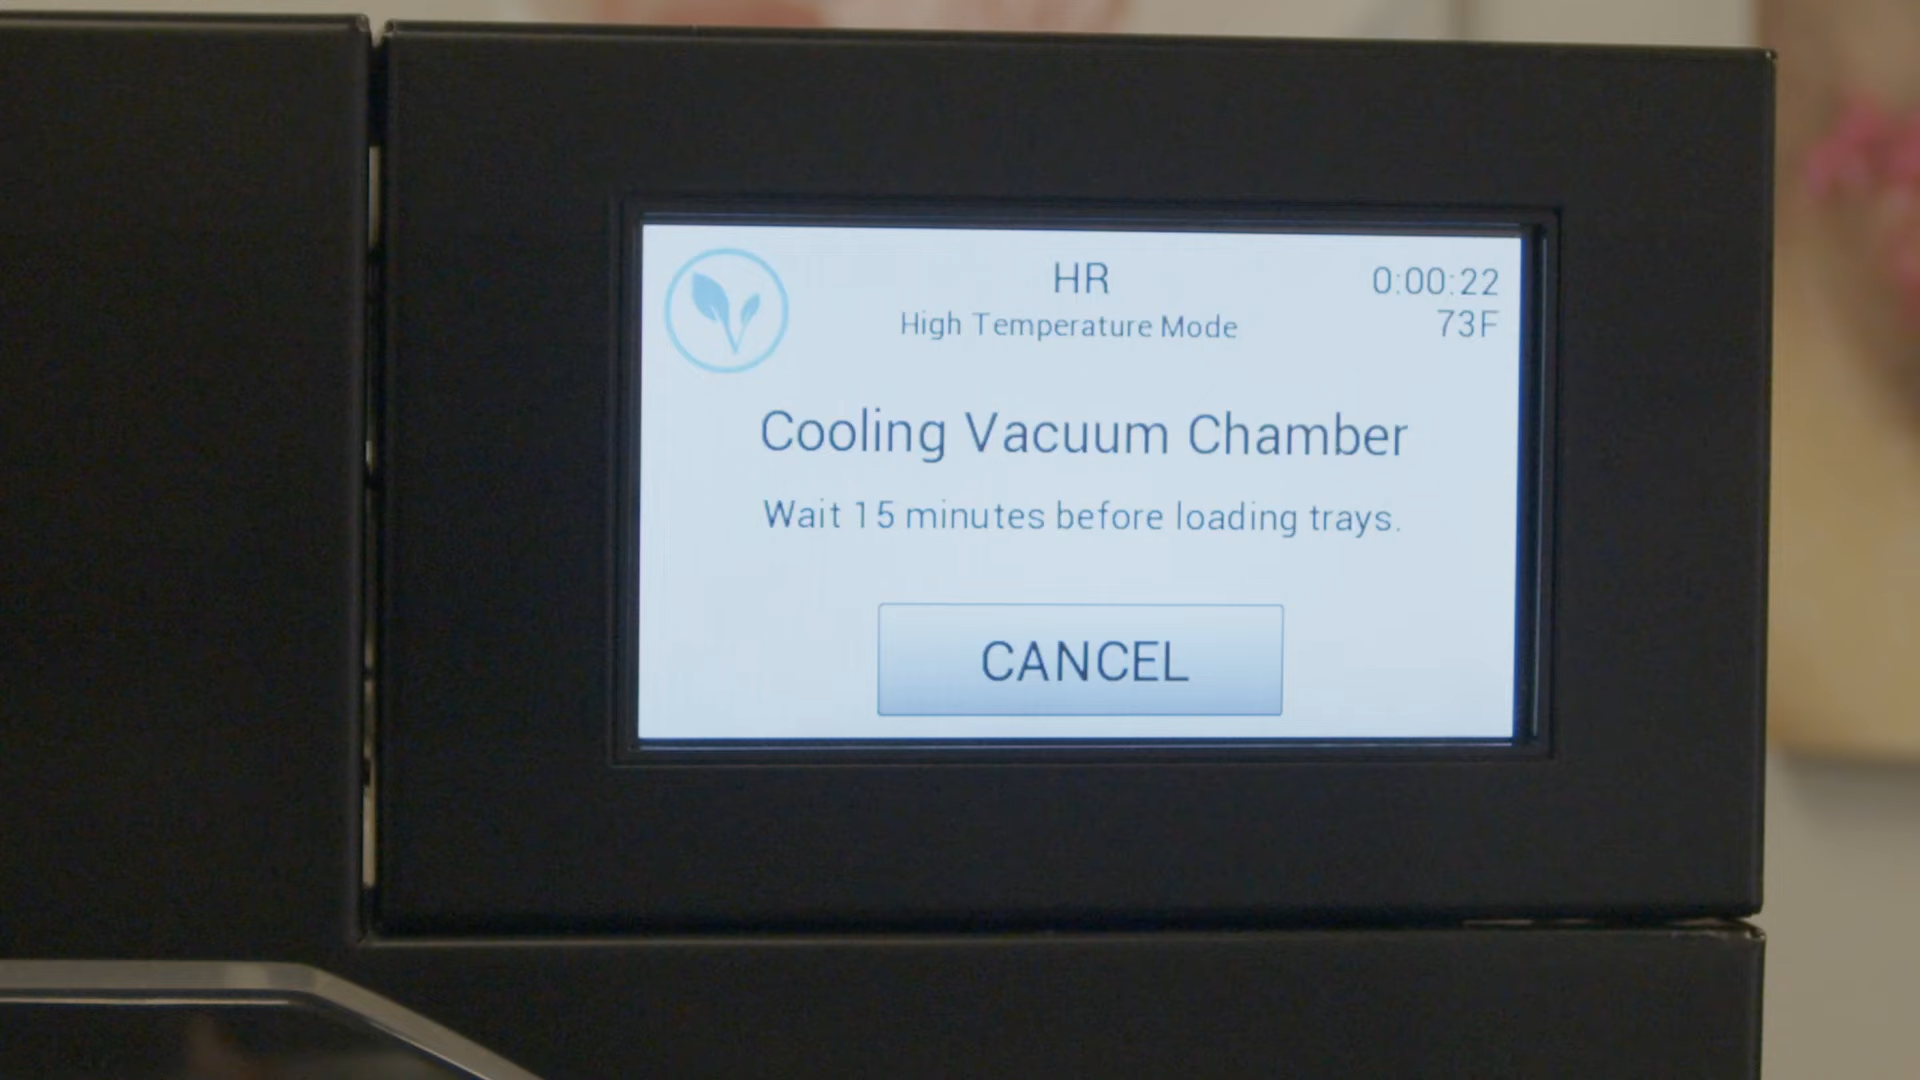 HR
0:00:22
High Temperature Mode
73F
Cooling Vacuum Chamber
Wait 15 minutes before loading trays.
CANCEL